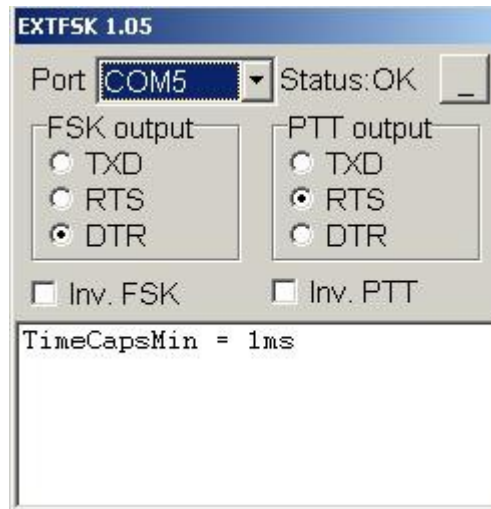 EXTFSK 1.05
Port COM5 Status:OK _
FSK output PTT output
TXD TXD
RTS RTS
DTR DTR
Inv. FSK Inv. PTT
TimeCapsMin = 1ms